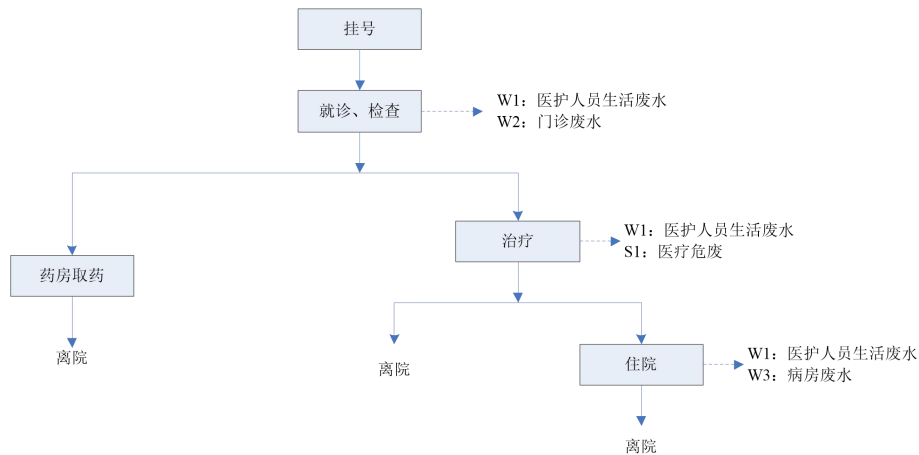 挂号
就诊、检查
W1：医护人员生活废水
W2：门诊废水
治疗
W1：医护人员生活废水
S1：医疗危废
药房取药
离院
离院
住院
W1：医护人员生活废水
W3：病房废水
离院